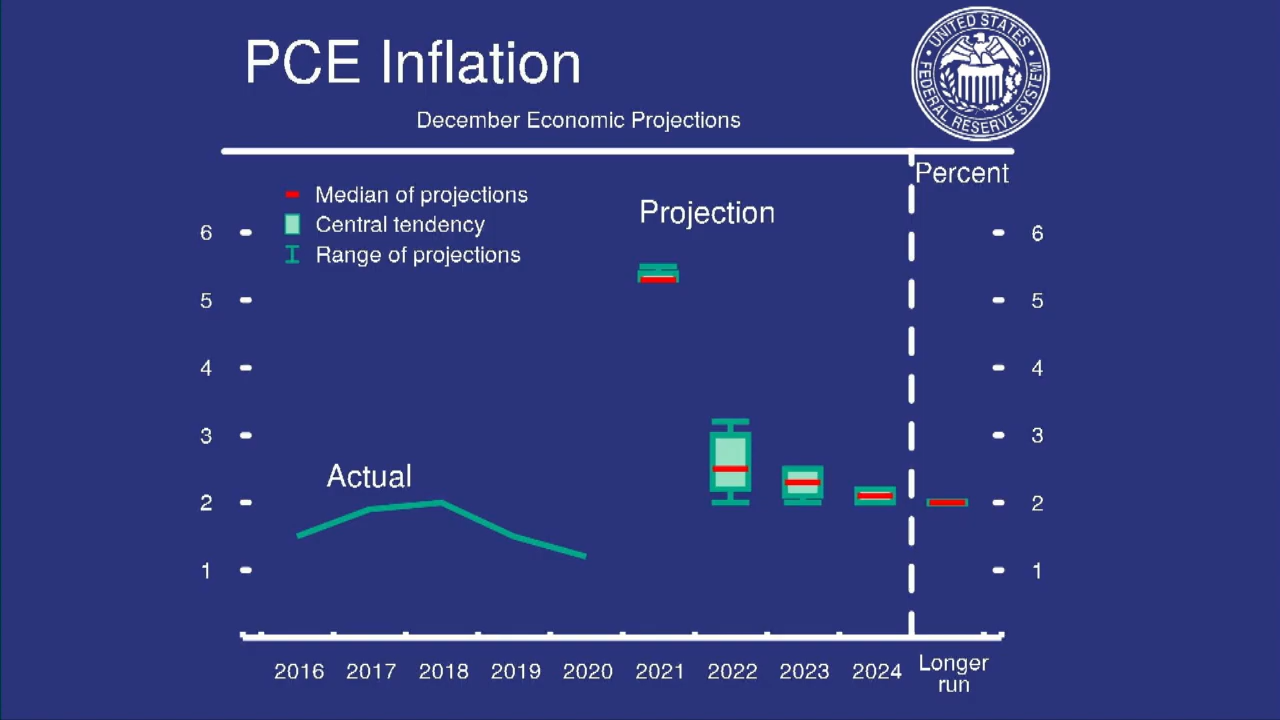 PCE Inflation
December Economic Projections
UNITED STATES
FEDERAL RESERVE SYSTEM
Percent
Median of projections
Central tendency
Range of projections
Projection
Actual
6
5
4
3
2
1
6
5
4
3
2
1
2016 2017 2018 2019 2020 2021 2022 2023 2024 Longer
run